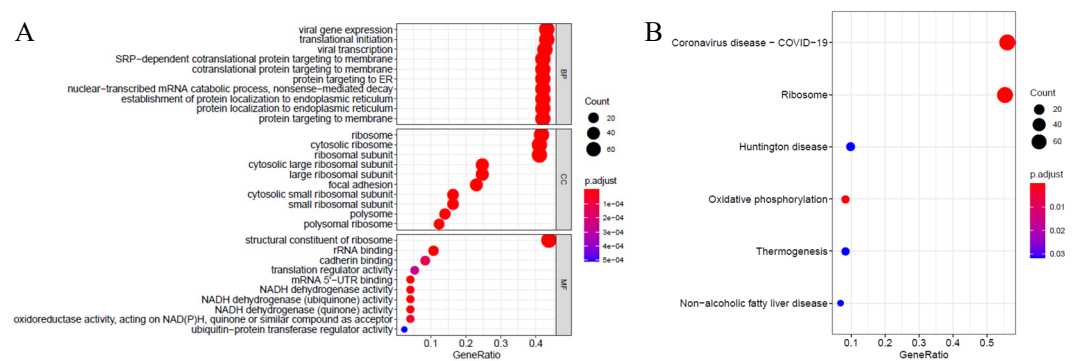 A
viral gene expression
translational initiation
viral transcription
SRP-dependent cotranslational protein targeting to membrane
cotranslational protein targeting to membrane
protein targeting to ER
nuclear-transcribed mRNA catabolic process, nonsense-mediated decay
establishment of protein localization to endoplasmic reticulum
protein localization to endoplasmic reticulum
protein targeting to membrane
BP
ribosome
cytosolic ribosome
ribosomal subunit
cytosolic large ribosomal subunit
large ribosomal subunit
focal adhesion
cytosolic small ribosomal subunit
small ribosomal subunit
polysome
polysomal ribosome
CC
structural constituent of ribosome
rRNA binding
cadherin binding
translation regulator activity
mRNA 5'-UTR binding
NADH dehydrogenase activity
NADH dehydrogenase (ubiquinone) activity
NADH dehydrogenase (quinone) activity
oxidoreductase activity, acting on NAD(P)H, quinone or similar compound as acceptor
ubiquitin-protein transferase regulator activity
MF
0.1 0.2 0.3 0.4
GeneRatio
Count
20
40
60
p.adjust
1e-04
2e-04
3e-04
4e-04
5e-04
B
Coronavirus disease - COVID-19
Ribosome
Huntington disease
Oxidative phosphorylation
Thermogenesis
Non-alcoholic fatty liver disease
0.1 0.2 0.3 0.4 0.5
GeneRatio
Count
20
40
60
p.adjust
0.01
0.02
0.03